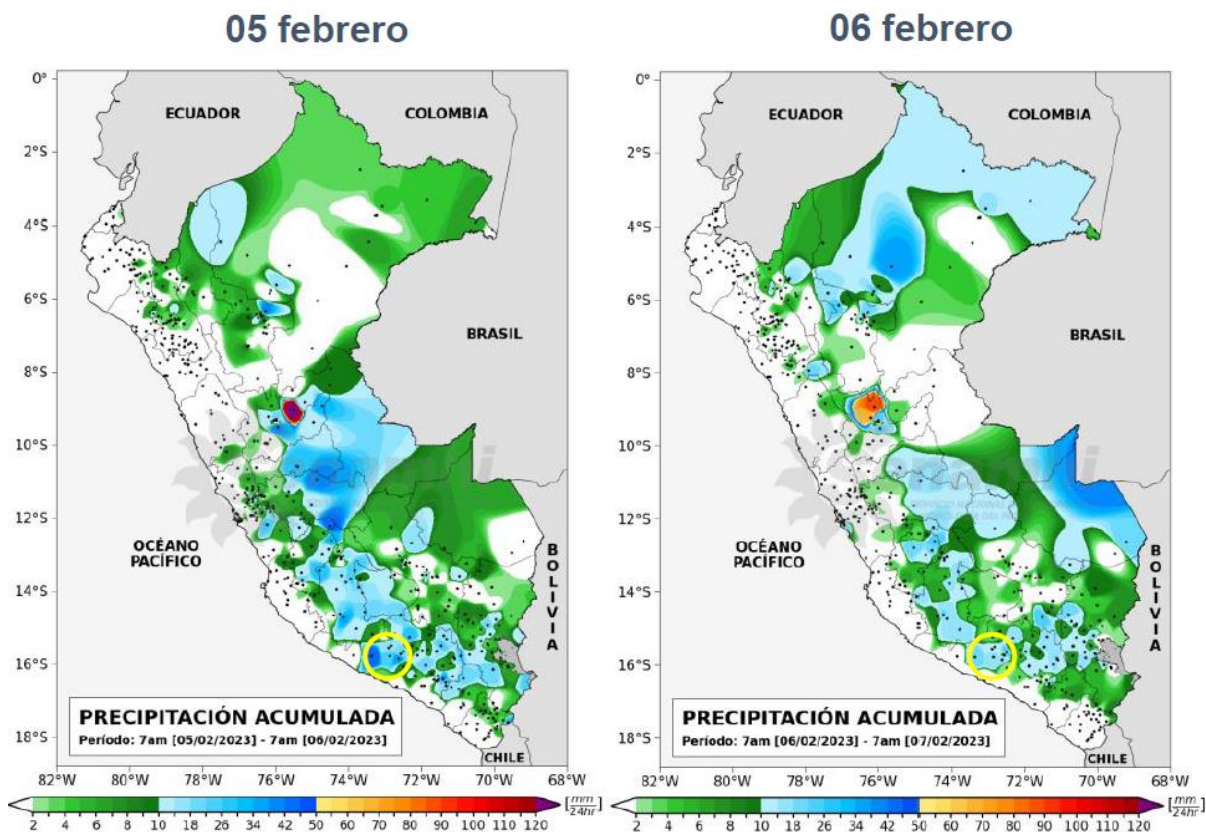 05 febrero
06 febrero
0°
2°S
4°S
6°S
8°S
10°S
12°S
14°S
16°S
18°S
82°W 80°W 78°W 76°W 74°W 72°W 70°W 68°W
ECUADOR
COLOMBIA
BRASIL
OCÉANO
PACÍFICO
BOLIVIA
CHILE
PRECIPITACIÓN ACUMULADA
Período: 7am [05/02/2023] - 7am [06/02/2023]
2 4 6 8 10 18 26 34 42 50 60 70 80 90 100 110 120
[mm/24hr]
0°
2°S
4°S
6°S
8°S
10°S
12°S
14°S
16°S
18°S
82°W 80°W 78°W 76°W 74°W 72°W 70°W 68°W
ECUADOR
COLOMBIA
BRASIL
OCÉANO
PACÍFICO
BOLIVIA
CHILE
PRECIPITACIÓN ACUMULADA
Período: 7am [06/02/2023] - 7am [07/02/2023]
2 4 6 8 10 18 26 34 42 50 60 70 80 90 100 110 120
[mm/24hr]